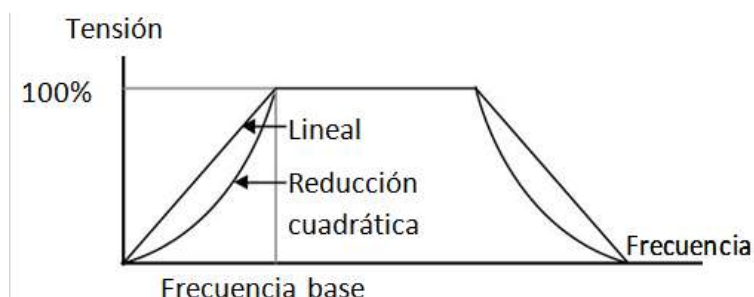 Tensión
100%
Lineal
Reducción
cuadrática
Frecuencia
Frecuencia base